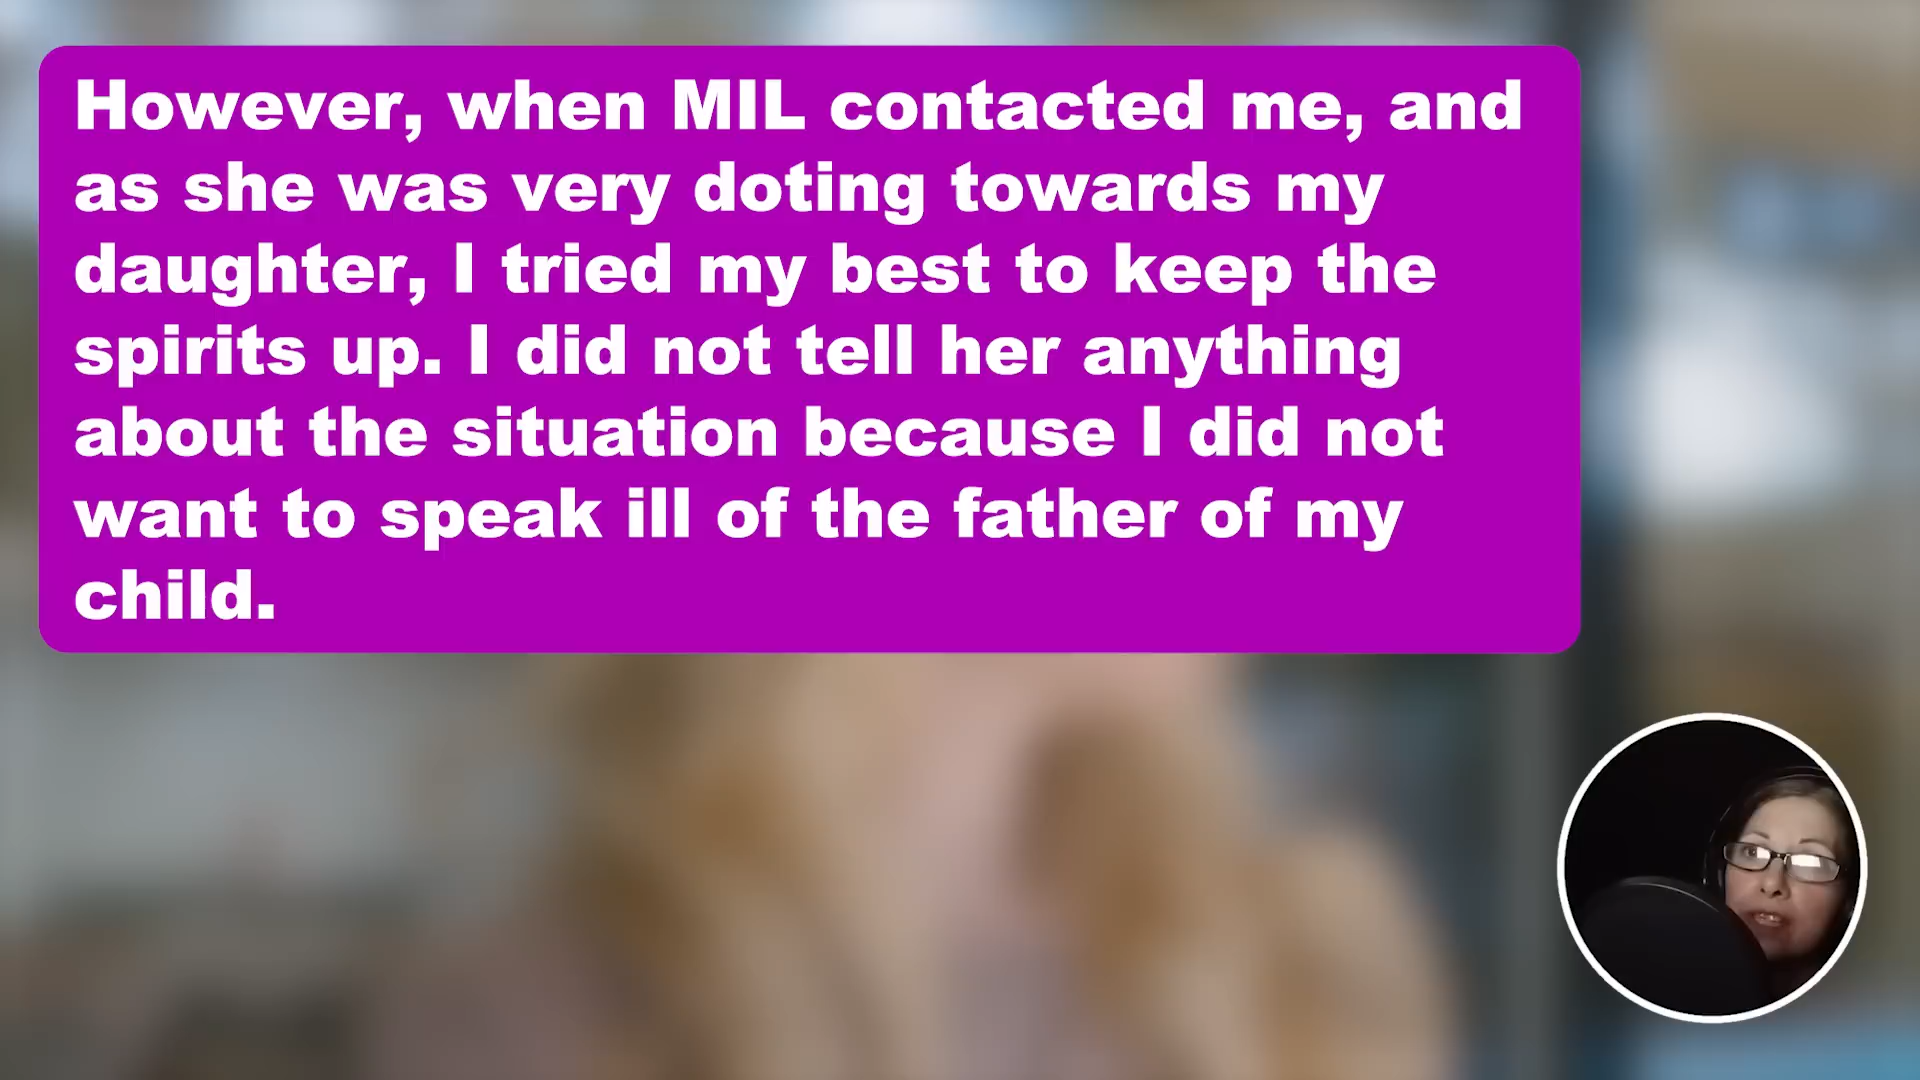 However, when MIL contacted me, and
as she was very doting towards my
daughter, I tried my best to keep the
spirits up. I did not tell her anything
about the situation because I did not
want to speak ill of the father of my
child.